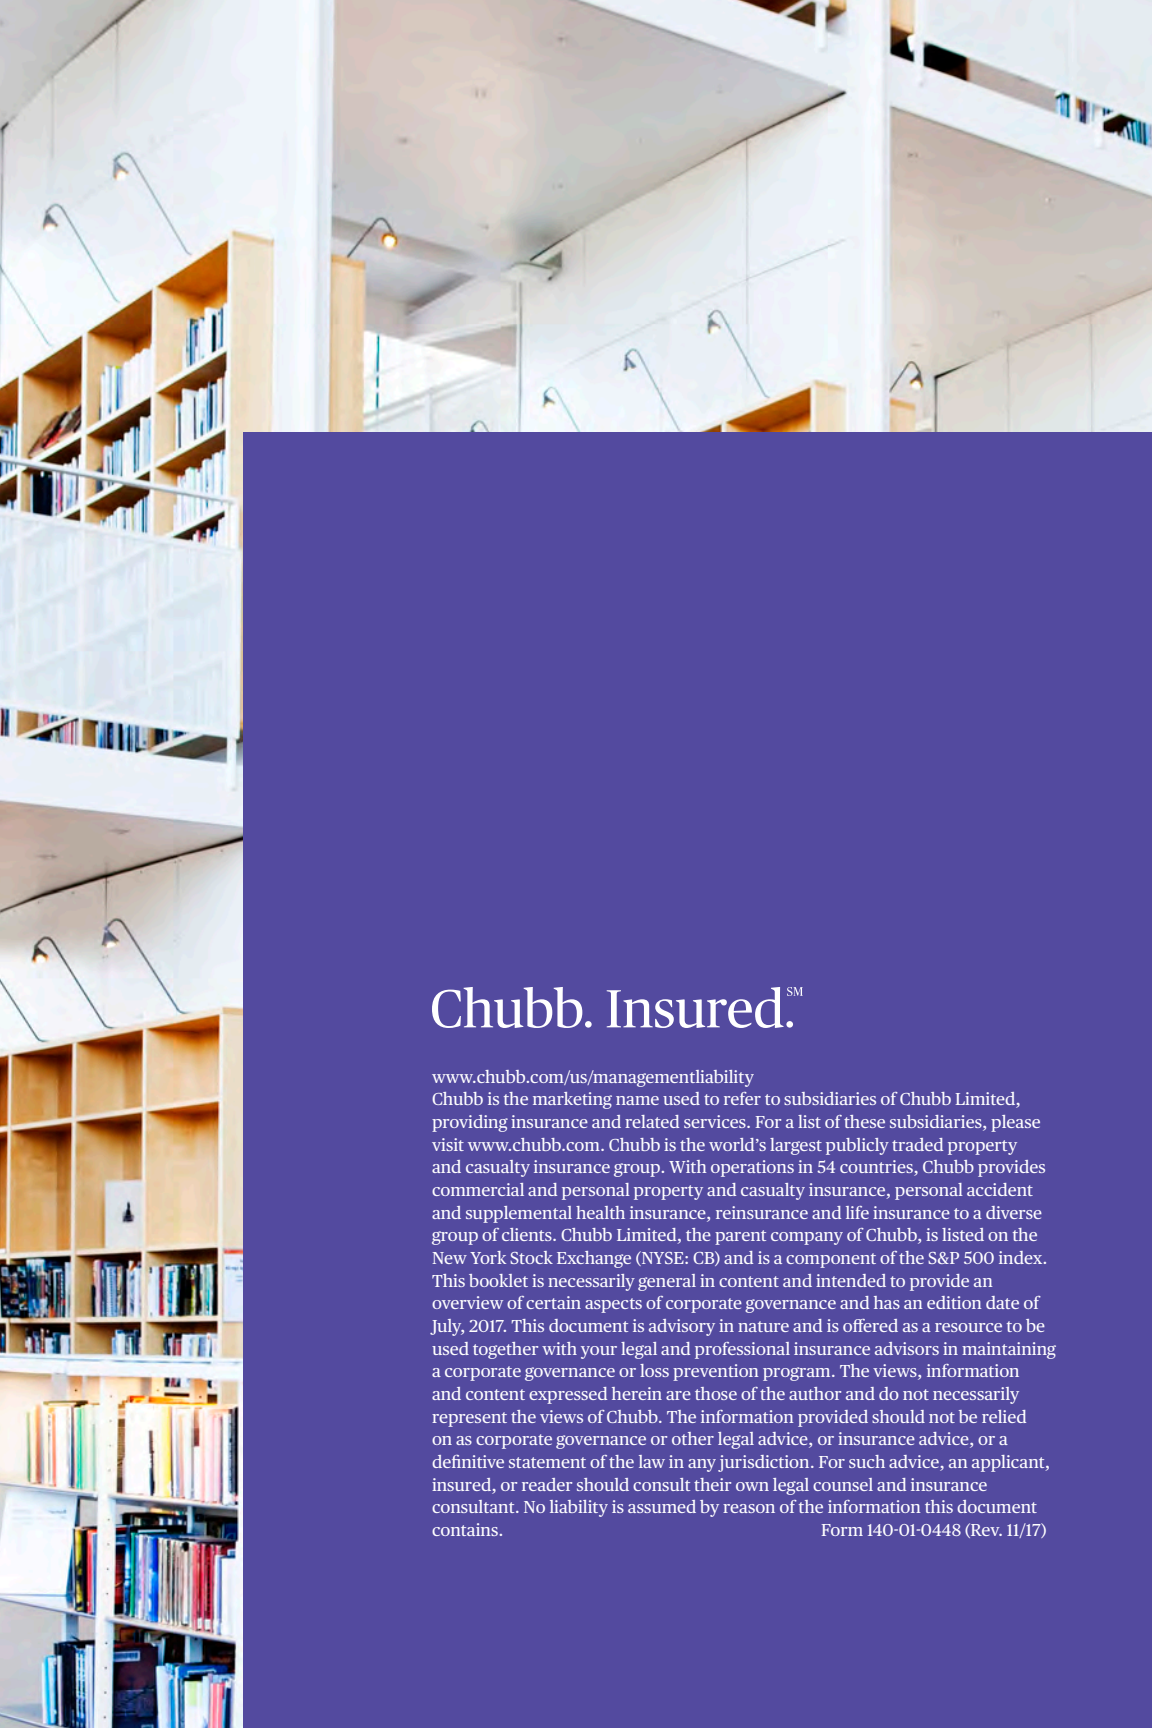 Chubb. Insured.℠
www.chubb.com/us/managementliability
Chubb is the marketing name used to refer to subsidiaries of Chubb Limited,
providing insurance and related services. For a list of these subsidiaries, please
visit www.chubb.com. Chubb is the world’s largest publicly traded property
and casualty insurance group. With operations in 54 countries, Chubb provides
commercial and personal property and casualty insurance, personal accident
and supplemental health insurance, reinsurance and life insurance to a diverse
group of clients. Chubb Limited, the parent company of Chubb, is listed on the
New York Stock Exchange (NYSE: CB) and is a component of the S&P 500 index.
This booklet is necessarily general in content and intended to provide an
overview of certain aspects of corporate governance and has an edition date of
July, 2017. This document is advisory in nature and is offered as a resource to be
used together with your legal and professional insurance advisors in maintaining
a corporate governance or loss prevention program. The views, information
and content expressed herein are those of the author and do not necessarily
represent the views of Chubb. The information provided should not be relied
on as corporate governance or other legal advice, or insurance advice, or a
definitive statement of the law in any jurisdiction. For such advice, an applicant,
insured, or reader should consult their own legal counsel and insurance
consultant. No liability is assumed by reason of the information this document
contains. Form 140-01-0448 (Rev. 11/17)